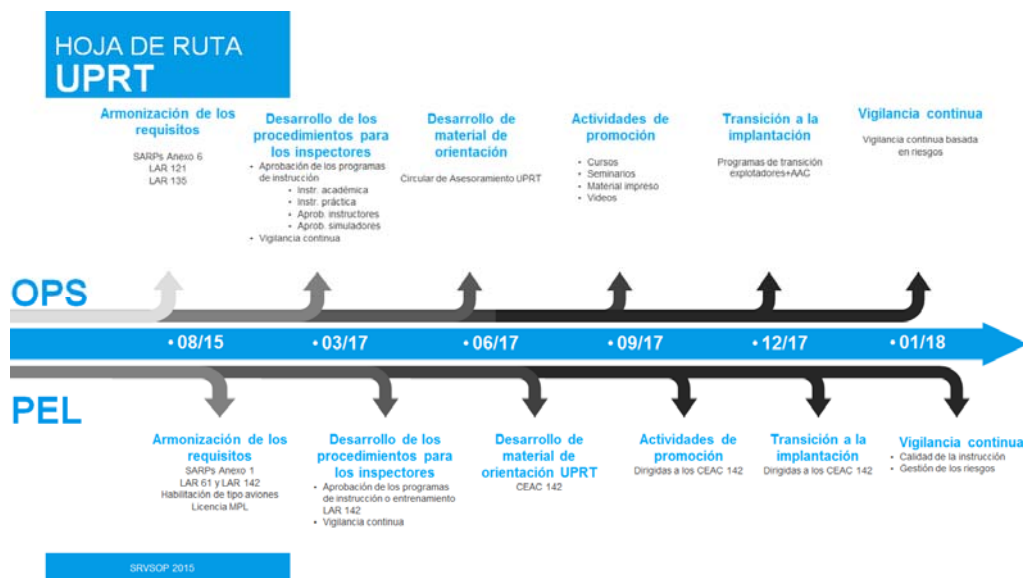 HOJA DE RUTA
UPRT
Armonización de los
requisitos
SARPs Anexo 6
LAR 121
LAR 135
Desarrollo de los
procedimientos para
los inspectores
• Aprobación de los programas
de instrucción
• Instr. académica
• Instr. práctica
• Aprob. instructores
• Aprob. simuladores
• Vigilancia continua
Desarrollo de
material de
orientación
Circular de Asesoramiento UPRT
Actividades de
promoción
• Cursos
• Seminarios
• Material impreso
• Videos
Transición a la
implantación
Programas de transición
explotadores+AAC
Vigilancia continua
Vigilancia continua basada
en riesgos
OPS
• 08/15
• 03/17
• 06/17
• 09/17
• 12/17
• 01/18
PEL
Armonización de los
requisitos
SARPs Anexo 1
LAR 61 y LAR 142
Habilitación de tipo aviones
Licencia MPL
Desarrollo de los
procedimientos para
los inspectores
• Aprobación de los programas
de instrucción o entrenamiento
LAR 142
• Vigilancia continua
Desarrollo de
material de
orientación UPRT
CEAC 142
Actividades de
promoción
Dirigidas a los CEAC 142
Transición a la
implantación
Dirigidas a los CEAC 142
Vigilancia continua
• Calidad de la instrucción
• Gestión de los riesgos
SRVSOP 2015